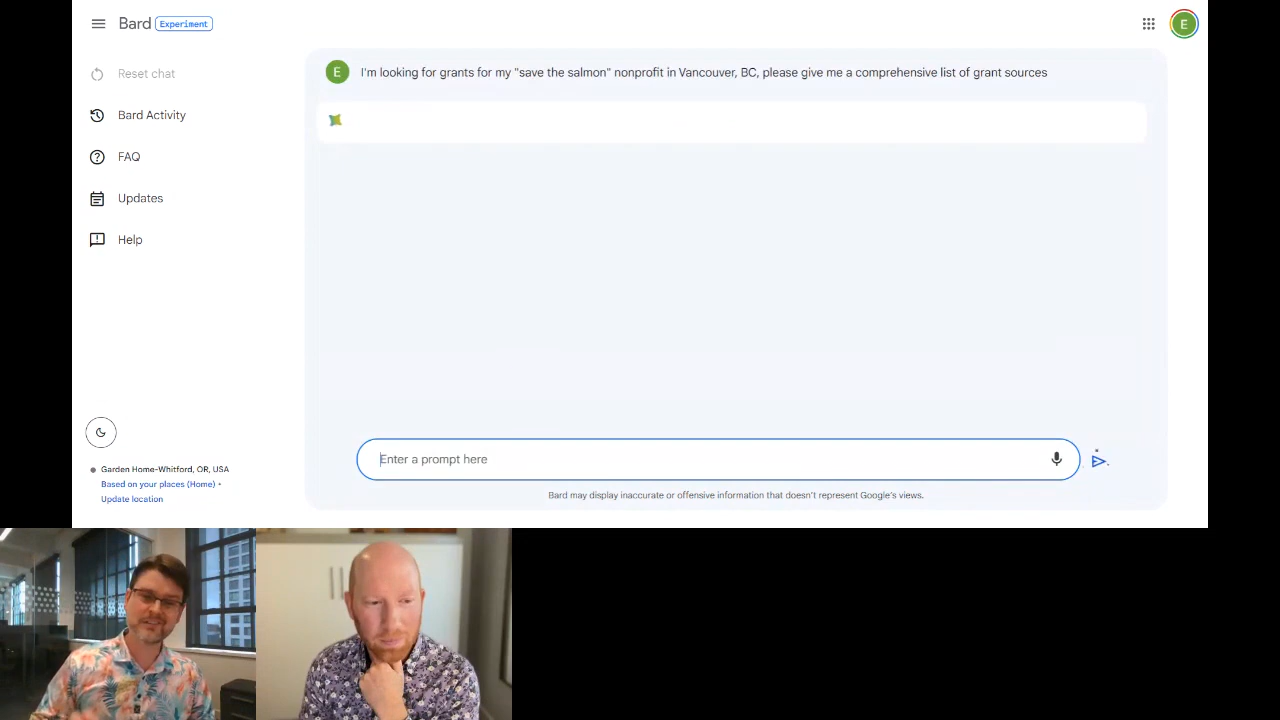 Bard Experiment
E
Reset chat
Bard Activity
FAQ
Updates
Help
E I'm looking for grants for my "save the salmon" nonprofit in Vancouver, BC, please give me a comprehensive list of grant sources
Enter a prompt here
Bard may display inaccurate or offensive information that doesn't represent Google's views.
Garden Home-Whitford, OR, USA
Based on your places (Home) •
Update location